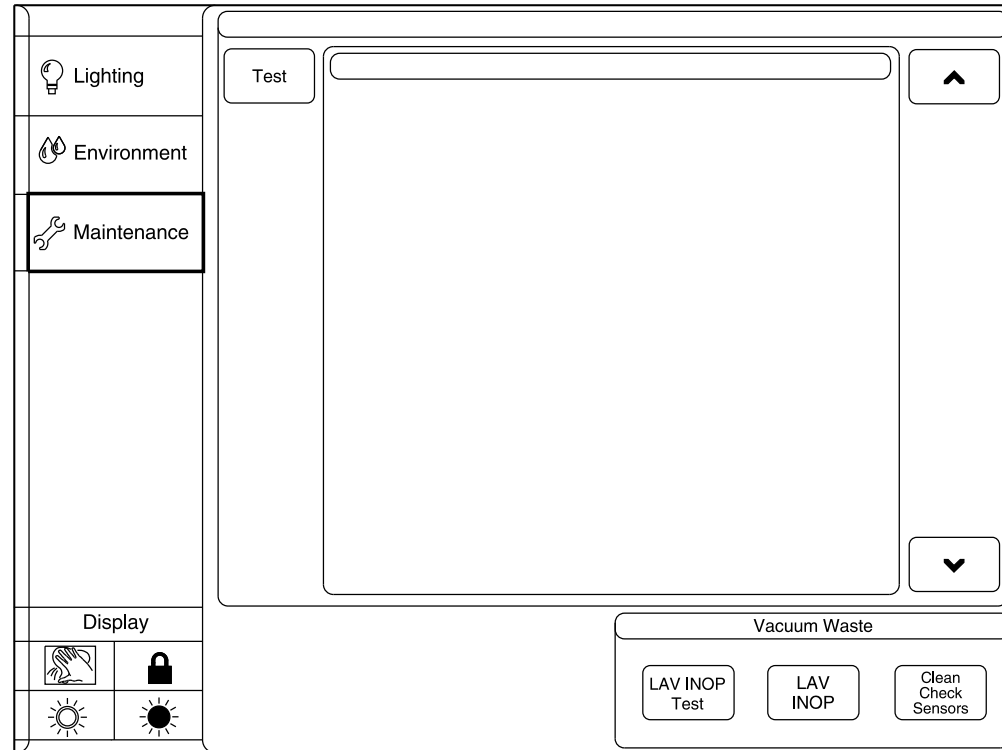 Lighting
Environment
Maintenance
Test
Display
Vacuum Waste
LAV INOP
Test
LAV
INOP
Clean
Check
Sensors